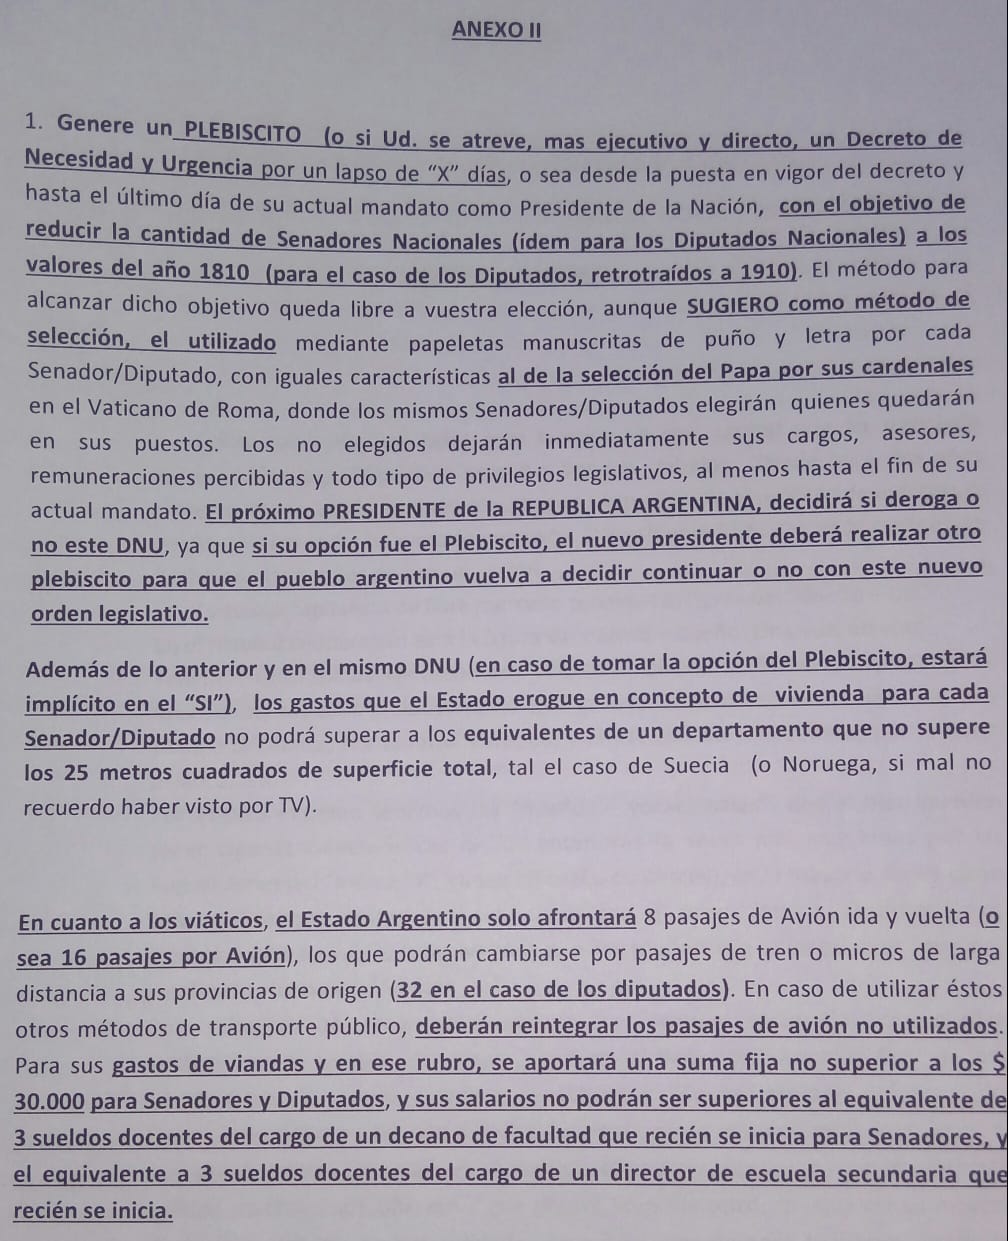 ANEXO II
1. Genere un PLEBISCITO (o si Ud. se atreve, mas ejecutivo y directo, un Decreto de
Necesidad y Urgencia por un lapso de “X” días, o sea desde la puesta en vigor del decreto y
hasta el último día de su actual mandato como Presidente de la Nación, con el objetivo de
reducir la cantidad de Senadores Nacionales (ídem para los Diputados Nacionales) a los
valores del año 1810 (para el caso de los Diputados, retrotraídos a 1910). El método para
alcanzar dicho objetivo queda libre a vuestra elección, aunque SUGIERO como método de
selección, el utilizado mediante papeletas manuscritas de puño y letra por cada
Senador/Diputado, con iguales características al de la selección del Papa por sus cardenales
en el Vaticano de Roma, donde los mismos Senadores/Diputados elegirán quienes quedarán
en sus puestos. Los no elegidos dejarán inmediatamente sus cargos, asesores,
remuneraciones percibidas y todo tipo de privilegios legislativos, al menos hasta el fin de su
actual mandato. El próximo PRESIDENTE de la REPUBLICA ARGENTINA, decidirá si deroga o
no este DNU, ya que si su opción fue el Plebiscito, el nuevo presidente deberá realizar otro
plebiscito para que el pueblo argentino vuelva a decidir continuar o no con este nuevo
orden legislativo.
Además de lo anterior y en el mismo DNU (en caso de tomar la opción del Plebiscito, estará
implícito en el “SI”), los gastos que el Estado erogue en concepto de vivienda para cada
Senador/Diputado no podrá superar a los equivalentes de un departamento que no supere
los 25 metros cuadrados de superficie total, tal el caso de Suecia (o Noruega, si mal no
recuerdo haber visto por TV).
En cuanto a los viáticos, el Estado Argentino solo afrontará 8 pasajes de Avión ida y vuelta (o
sea 16 pasajes por Avión), los que podrán cambiarse por pasajes de tren o micros de larga
distancia a sus provincias de origen (32 en el caso de los diputados). En caso de utilizar éstos
otros métodos de transporte público, deberán reintegrar los pasajes de avión no utilizados.
Para sus gastos de viandas y en ese rubro, se aportará una suma fija no superior a los $
30.000 para Senadores y Diputados, y sus salarios no podrán ser superiores al equivalente de
3 sueldos docentes del cargo de un decano de facultad que recién se inicia para Senadores, y
el equivalente a 3 sueldos docentes del cargo de un director de escuela secundaria que
recién se inicia.